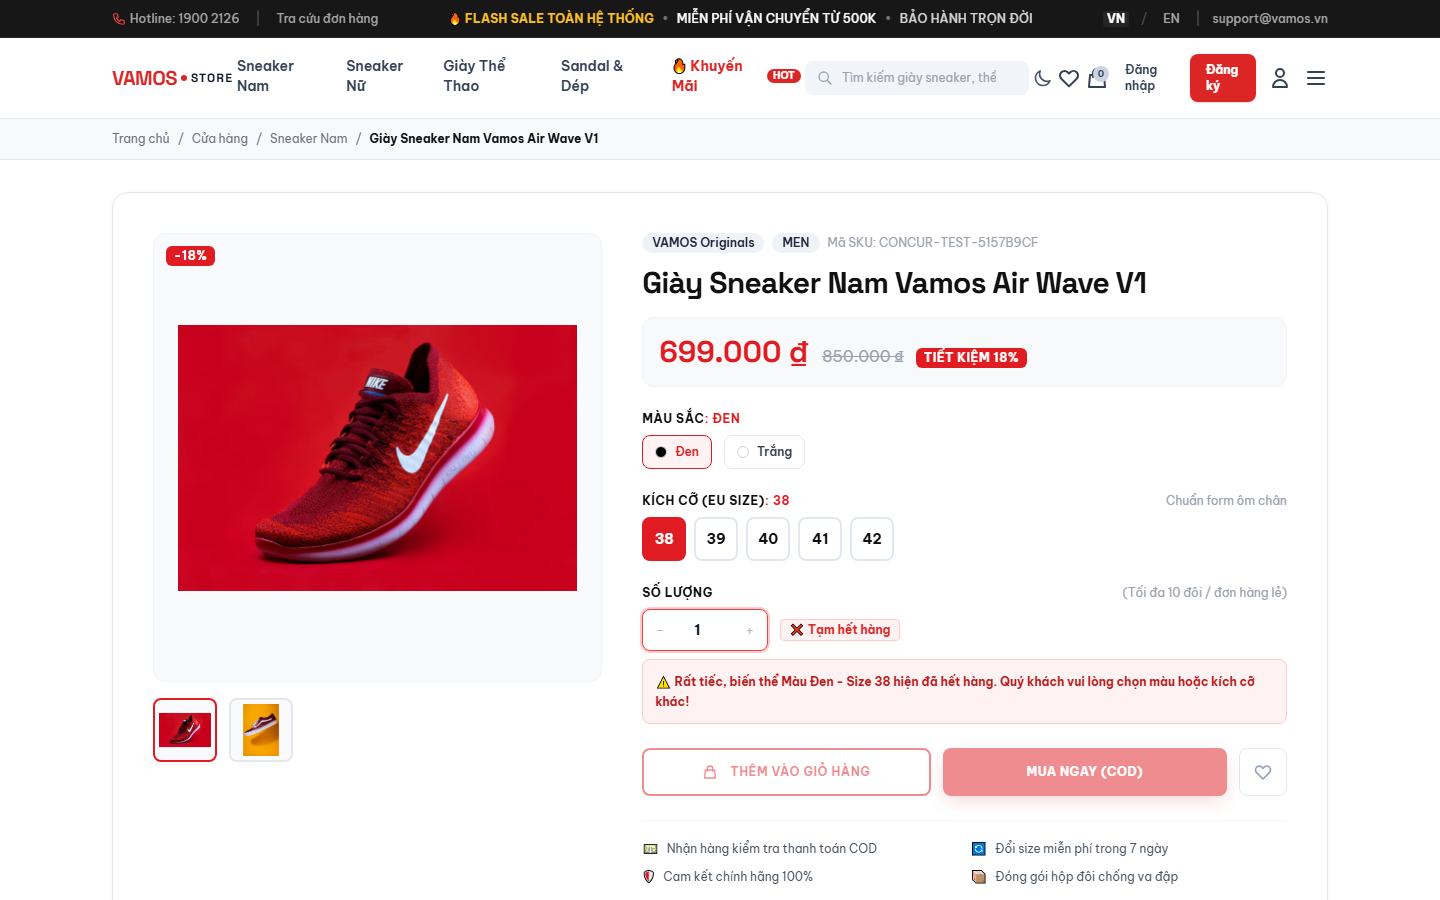 Hotline: 1900 2126 | Tra cứu đơn hàng
🔥 FLASH SALE TOÀN HỆ THỐNG • MIỄN PHÍ VẬN CHUYỂN TỪ 500K • BẢO HÀNH TRỌN ĐỜI
VN / EN | support@vamos.vn
VAMOS • STORE
Sneaker Nam
Sneaker Nữ
Giày Thể Thao
Sandal & Dép
🔥 Khuyến Mãi
HOT
Tìm kiếm giày sneaker, thể
0
Đăng nhập
Đăng ký
Trang chủ / Cửa hàng / Sneaker Nam / Giày Sneaker Nam Vamos Air Wave V1
-18%
NIKE
VAMOS Originals MEN Mã SKU: CONCUR-TEST-5157B9CF
Giày Sneaker Nam Vamos Air Wave V1
699.000 ₫ 850.000 ₫ TIẾT KIỆM 18%
MÀU SẮC: ĐEN
Đen Trắng
KÍCH CỠ (EU SIZE): 38 Chuẩn form ôm chân
38 39 40 41 42
SỐ LƯỢNG (Tối đa 10 đôi / đơn hàng lẻ)
− 1 + ❌ Tạm hết hàng
⚠️ Rất tiếc, biến thể Màu Đen - Size 38 hiện đã hết hàng. Quý khách vui lòng chọn màu hoặc kích cỡ
khác!
THÊM VÀO GIỎ HÀNG MUA NGAY (COD)
Nhận hàng kiểm tra thanh toán COD Đổi size miễn phí trong 7 ngày
Cam kết chính hãng 100% Đóng gói hộp đôi chống va đập